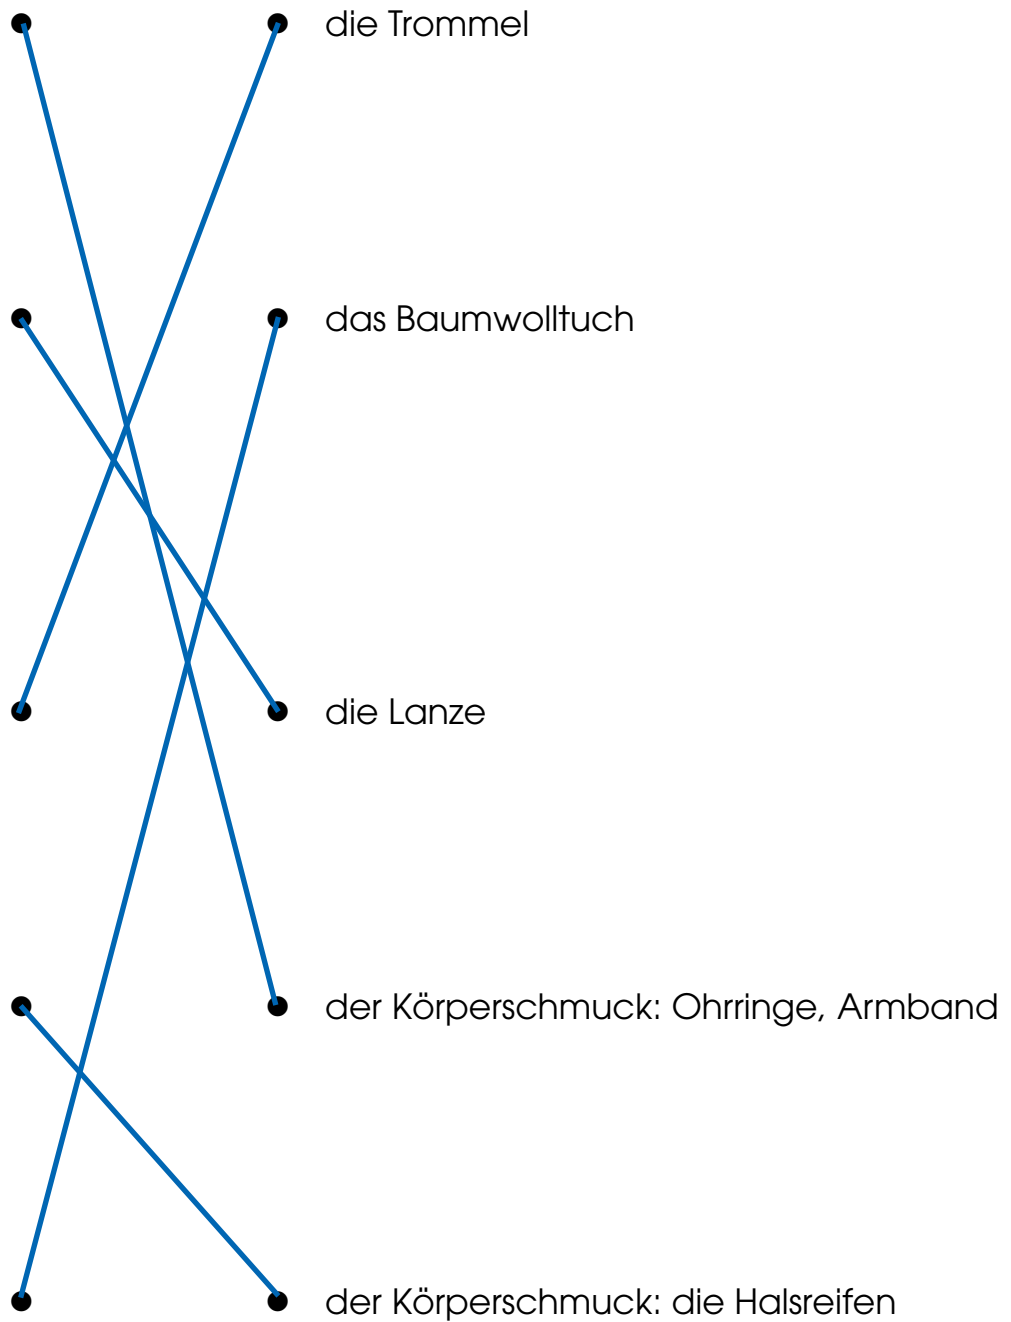 die Trommel
das Baumwolltuch
die Lanze
der Körperschmuck: Ohrringe, Armband
der Körperschmuck: die Halsreifen